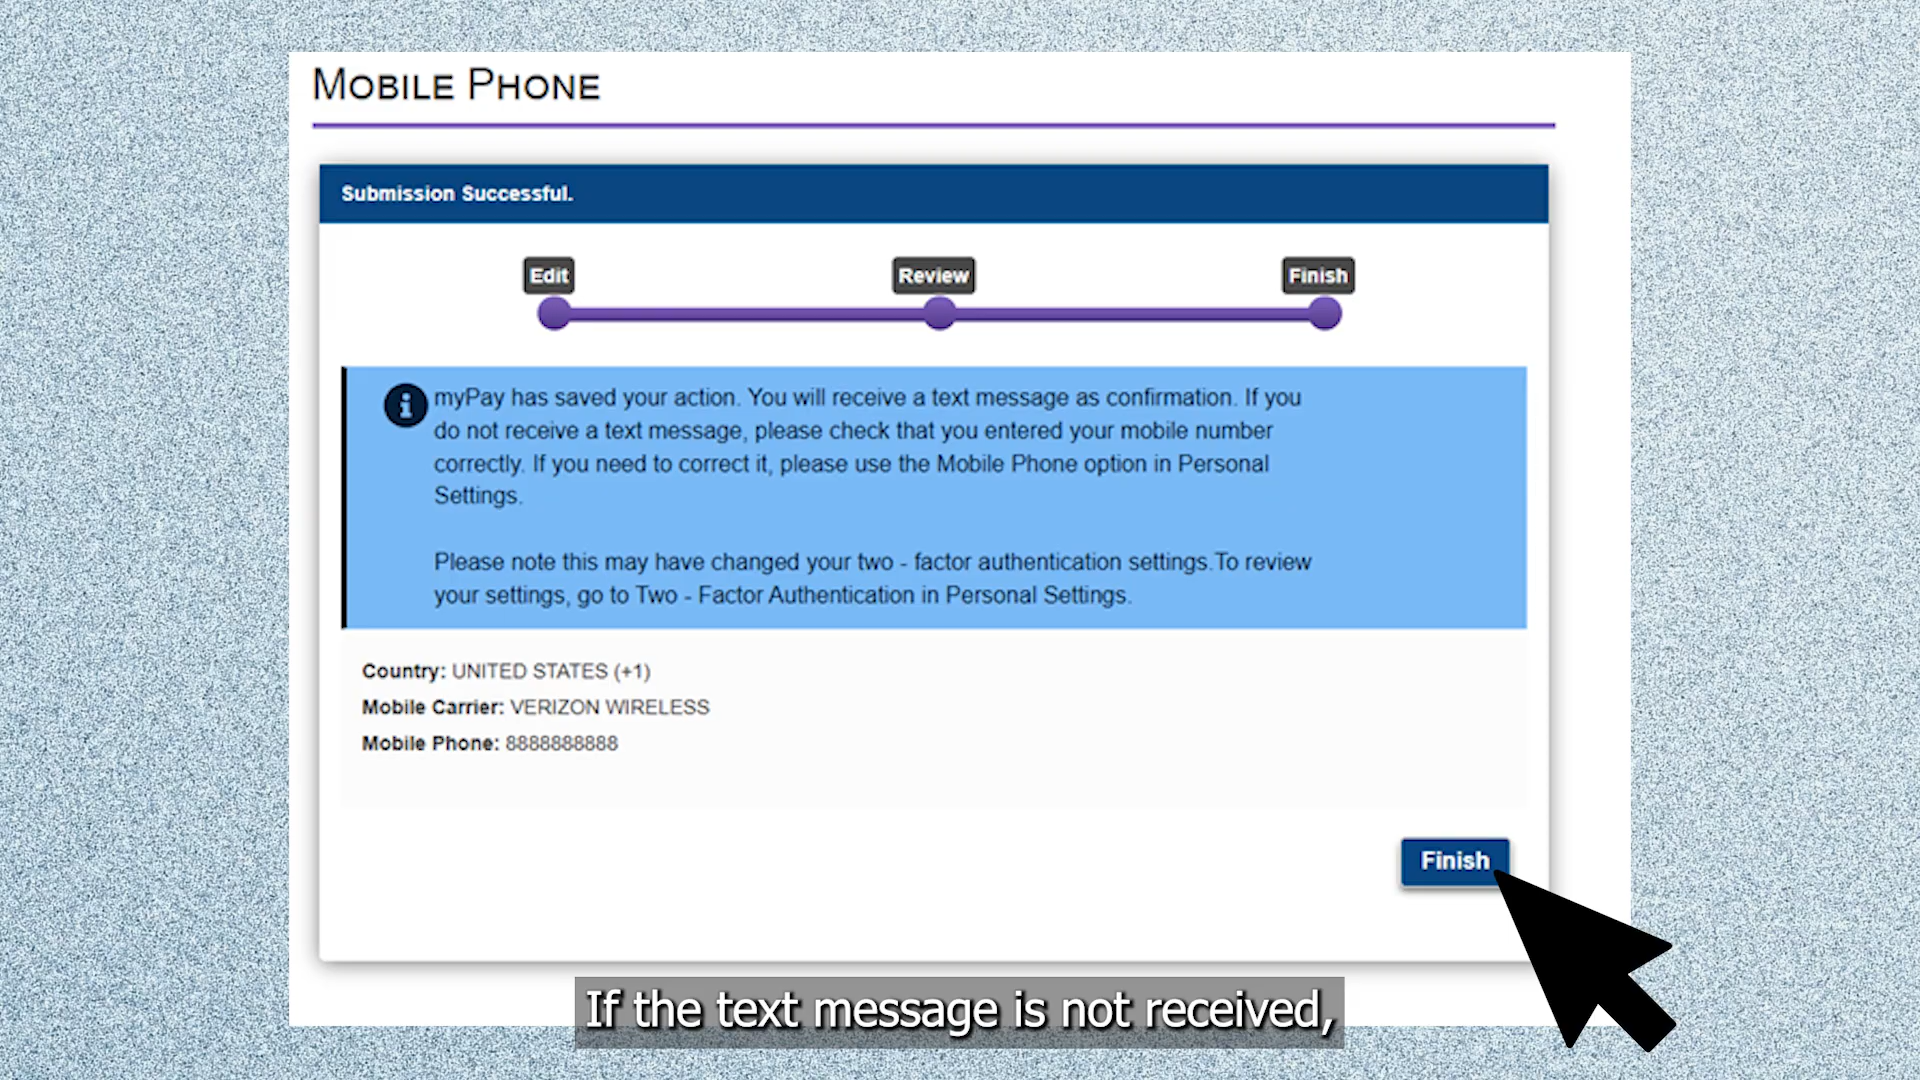 MOBILE PHONE
Submission Successful.
Edit
Review
Finish
myPay has saved your action. You will receive a text message as confirmation. If you
do not receive a text message, please check that you entered your mobile number
correctly. If you need to correct it, please use the Mobile Phone option in Personal
Settings.
Please note this may have changed your two - factor authentication settings.To review
your settings, go to Two - Factor Authentication in Personal Settings.
Country: UNITED STATES (+1)
Mobile Carrier: VERIZON WIRELESS
Mobile Phone: 8888888888
Finish
If the text message is not received,